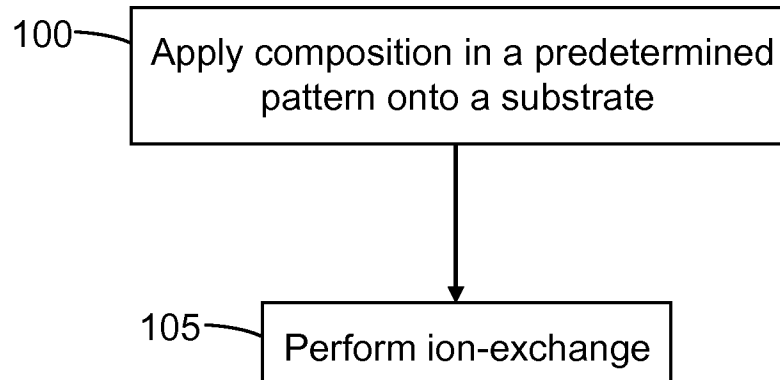 100
Apply composition in a predetermined
pattern onto a substrate
105
Perform ion-exchange